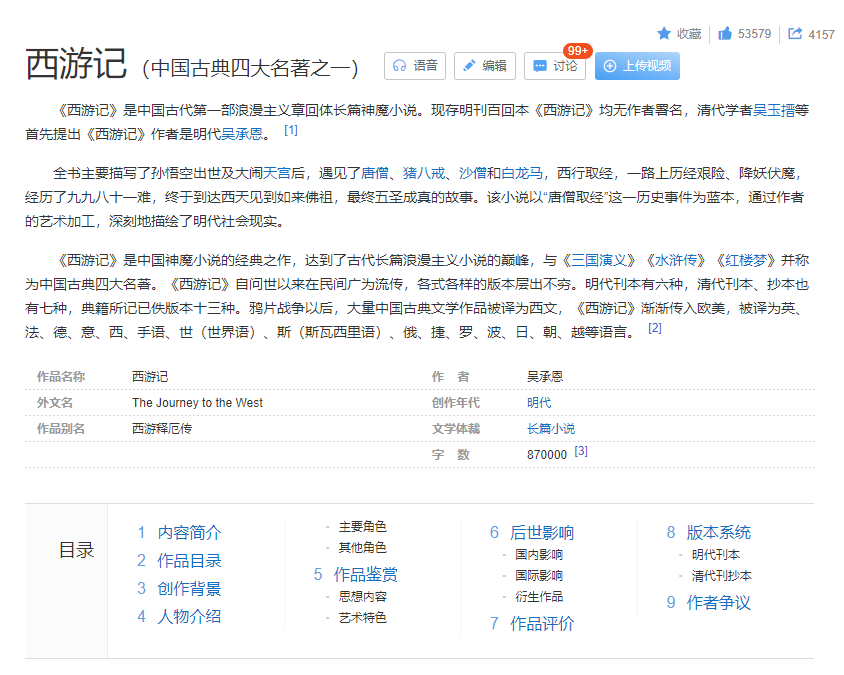 收藏 53579 4157
西游记（中国古典四大名著之一） 语音 编辑 讨论 99+ 上传视频
《西游记》是中国古代第一部浪漫主义章回体长篇神魔小说。现存明刊百回本《西游记》均无作者署名，清代学者吴玉搢等
首先提出《西游记》作者是明代吴承恩。 [1]
全书主要描写了孙悟空出世及大闹天宫后，遇见了唐僧、猪八戒、沙僧和白龙马，西行取经，一路上历经艰险、降妖伏魔，
经历了九九八十一难，终于到达西天见到如来佛祖，最终五圣成真的故事。该小说以“唐僧取经”这一历史事件为蓝本，通过作者
的艺术加工，深刻地描绘了明代社会现实。
《西游记》是中国神魔小说的经典之作，达到了古代长篇浪漫主义小说的巅峰，与《三国演义》《水浒传》《红楼梦》并称
为中国古典四大名著。《西游记》自问世以来在民间广为流传，各式各样的版本层出不穷。明代刊本有六种，清代刊本、抄本也
有七种，典籍所记已佚版本十三种。鸦片战争以后，大量中国古典文学作品被译为西文，《西游记》渐渐传入欧美，被译为英、
法、德、意、西、手语、世（世界语）、斯（斯瓦西里语）、俄、捷、罗、波、日、朝、越等语言。 [2]
作品名称 西游记 作 者 吴承恩
外文名 The Journey to the West 创作年代 明代
作品别名 西游释厄传 文学体裁 长篇小说
字 数 870000 [3]
目录
1 内容简介
2 作品目录
3 创作背景
4 人物介绍
- 主要角色
- 其他角色
5 作品鉴赏
- 思想内容
- 艺术特色
6 后世影响
- 国内影响
- 国际影响
- 衍生作品
7 作品评价
8 版本系统
- 明代刊本
- 清代刊抄本
9 作者争议